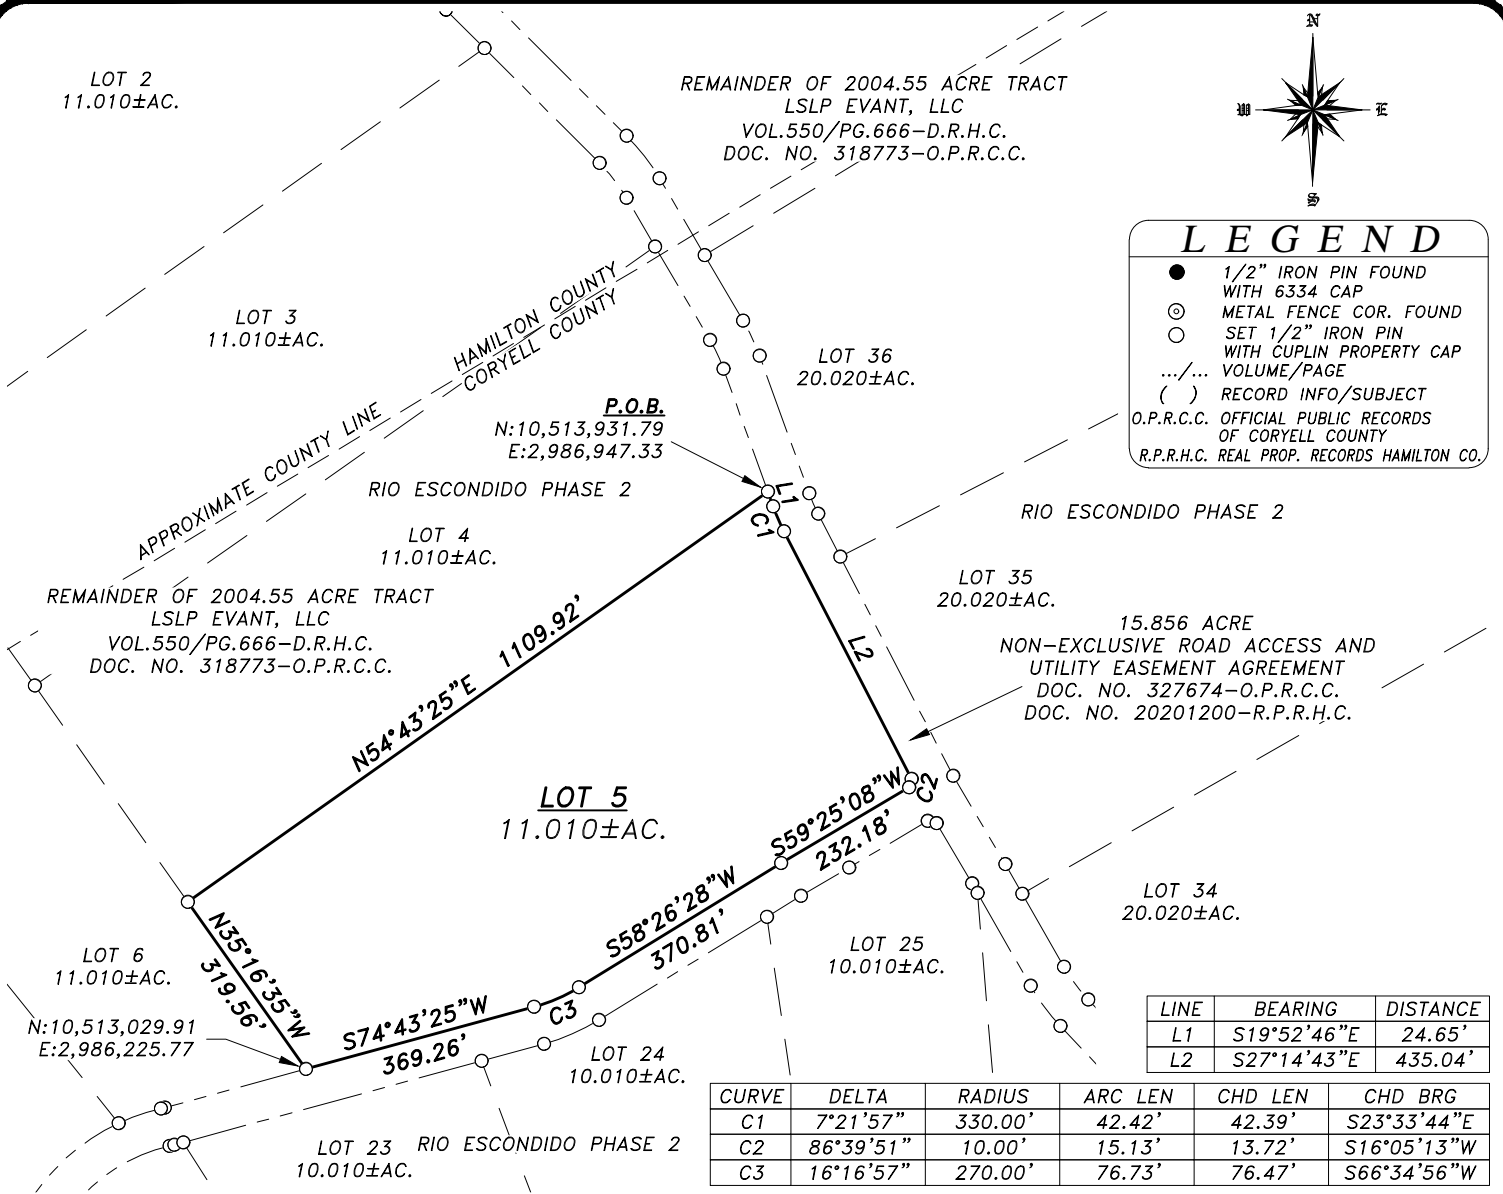 LOT 2
11.010±AC.
REMAINDER OF 2004.55 ACRE TRACT
LSLP EVANT, LLC
VOL.550/PG.666-D.R.H.C.
DOC. NO. 318773-O.P.R.C.C.
N
W
E
S
LEGEND
1/2" IRON PIN FOUND
WITH 6334 CAP
METAL FENCE COR. FOUND
SET 1/2" IRON PIN
WITH CUPLIN PROPERTY CAP
.../... VOLUME/PAGE
( ) RECORD INFO/SUBJECT
O.P.R.C.C. OFFICIAL PUBLIC RECORDS
OF CORYELL COUNTY
R.P.R.H.C. REAL PROP. RECORDS HAMILTON CO.
LOT 3
11.010±AC.
HAMILTON COUNTY
CORYELL COUNTY
APPROXIMATE COUNTY LINE
LOT 36
20.020±AC.
P.O.B.
N:10,513,931.79
E:2,986,947.33
RIO ESCONDIDO PHASE 2
LOT 4
11.010±AC.
L1
C1
RIO ESCONDIDO PHASE 2
REMAINDER OF 2004.55 ACRE TRACT
LSLP EVANT, LLC
VOL.550/PG.666-D.R.H.C.
DOC. NO. 318773-O.P.R.C.C.
LOT 35
20.020±AC.
15.856 ACRE
NON-EXCLUSIVE ROAD ACCESS AND
UTILITY EASEMENT AGREEMENT
DOC. NO. 327674-O.P.R.C.C.
DOC. NO. 20201200-R.P.R.H.C.
N54°43'25"E 1109.92'
L2
LOT 5
11.010±AC.
C2
S59°25'08"W
232.18'
S58°26'28"W
370.81'
LOT 34
20.020±AC.
LOT 25
10.010±AC.
LOT 6
11.010±AC.
N35°16'35"W
319.56'
N:10,513,029.91
E:2,986,225.77
S74°43'25"W
369.26'
C3
LOT 24
10.010±AC.
LOT 23
10.010±AC.
RIO ESCONDIDO PHASE 2
LINE BEARING DISTANCE
L1 S19°52'46"E 24.65'
L2 S27°14'43"E 435.04'
CURVE DELTA RADIUS ARC LEN CHD LEN CHD BRG
C1 7°21'57" 330.00' 42.42' 42.39' S23°33'44"E
C2 86°39'51" 10.00' 15.13' 13.72' S16°05'13"W
C3 16°16'57" 270.00' 76.73' 76.47' S66°34'56"W